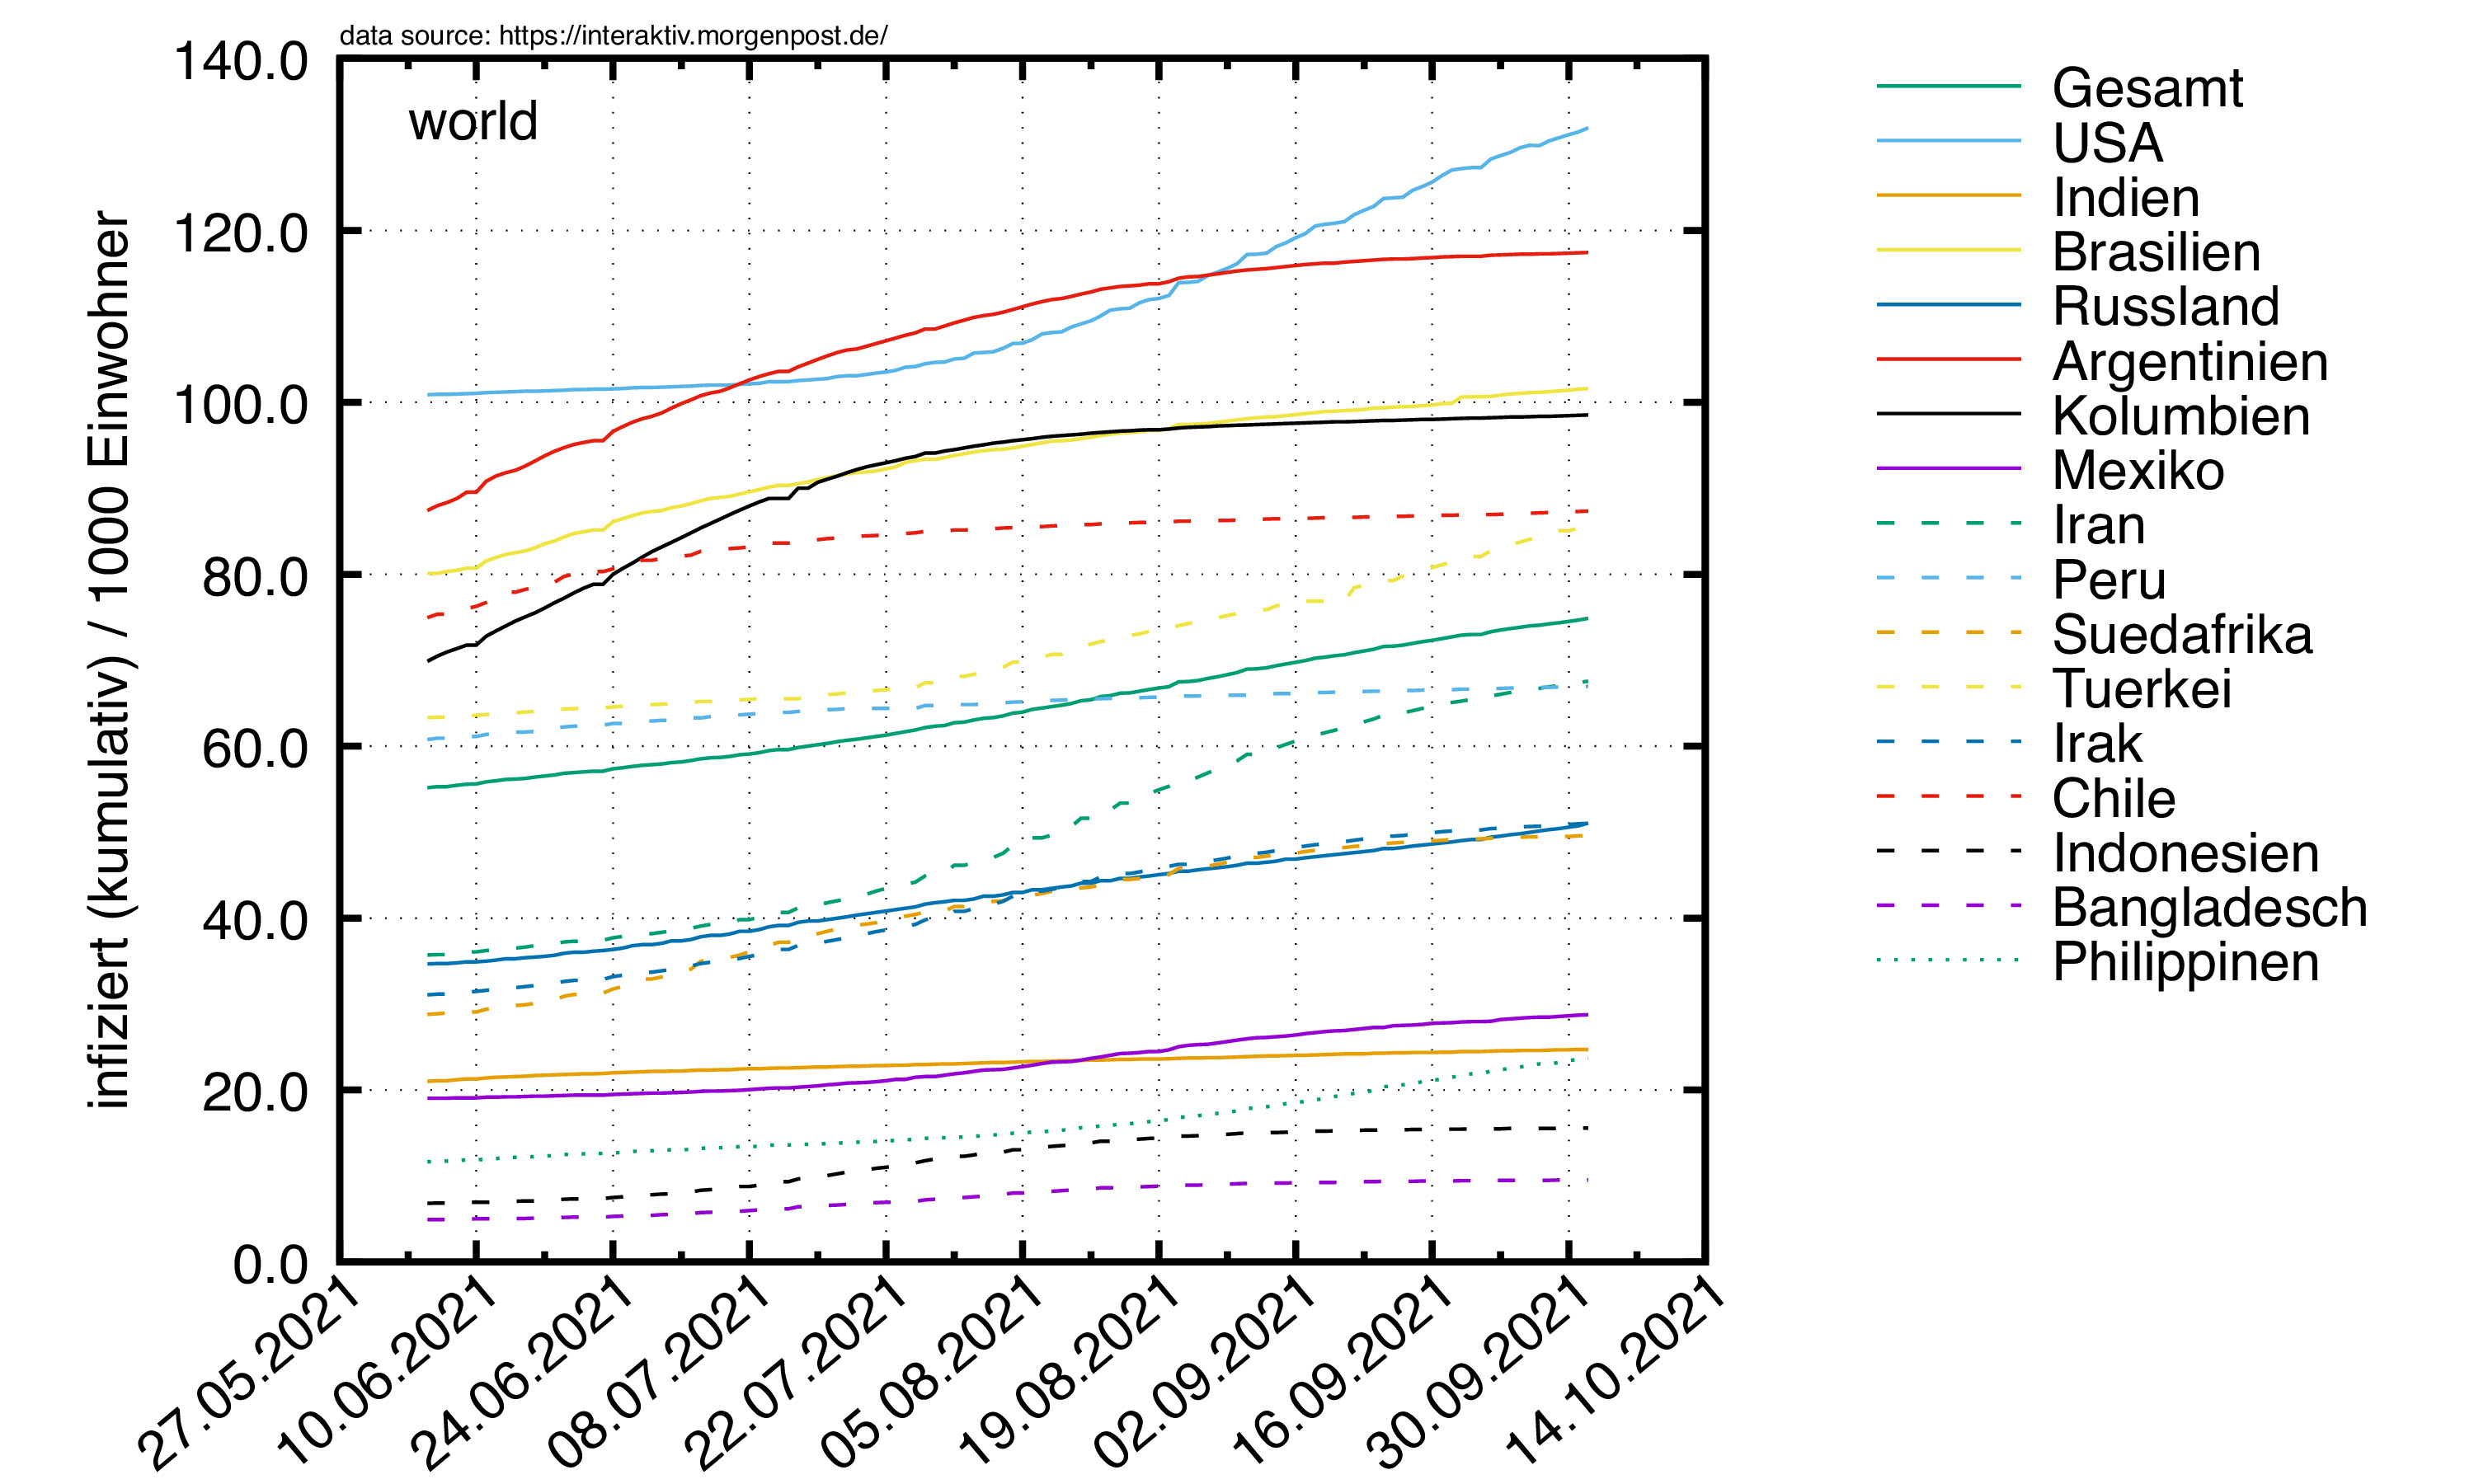 data source: https://interaktiv.morgenpost.de/
world
infiziert (kumulativ) / 1000 Einwohner
140.0
120.0
100.0
80.0
60.0
40.0
20.0
0.0
27.05.2021
10.06.2021
24.06.2021
08.07.2021
22.07.2021
05.08.2021
19.08.2021
02.09.2021
16.09.2021
30.09.2021
14.10.2021
Gesamt
USA
Indien
Brasilien
Russland
Argentinien
Kolumbien
Mexiko
Iran
Peru
Suedafrika
Tuerkei
Irak
Chile
Indonesien
Bangladesch
Philippinen